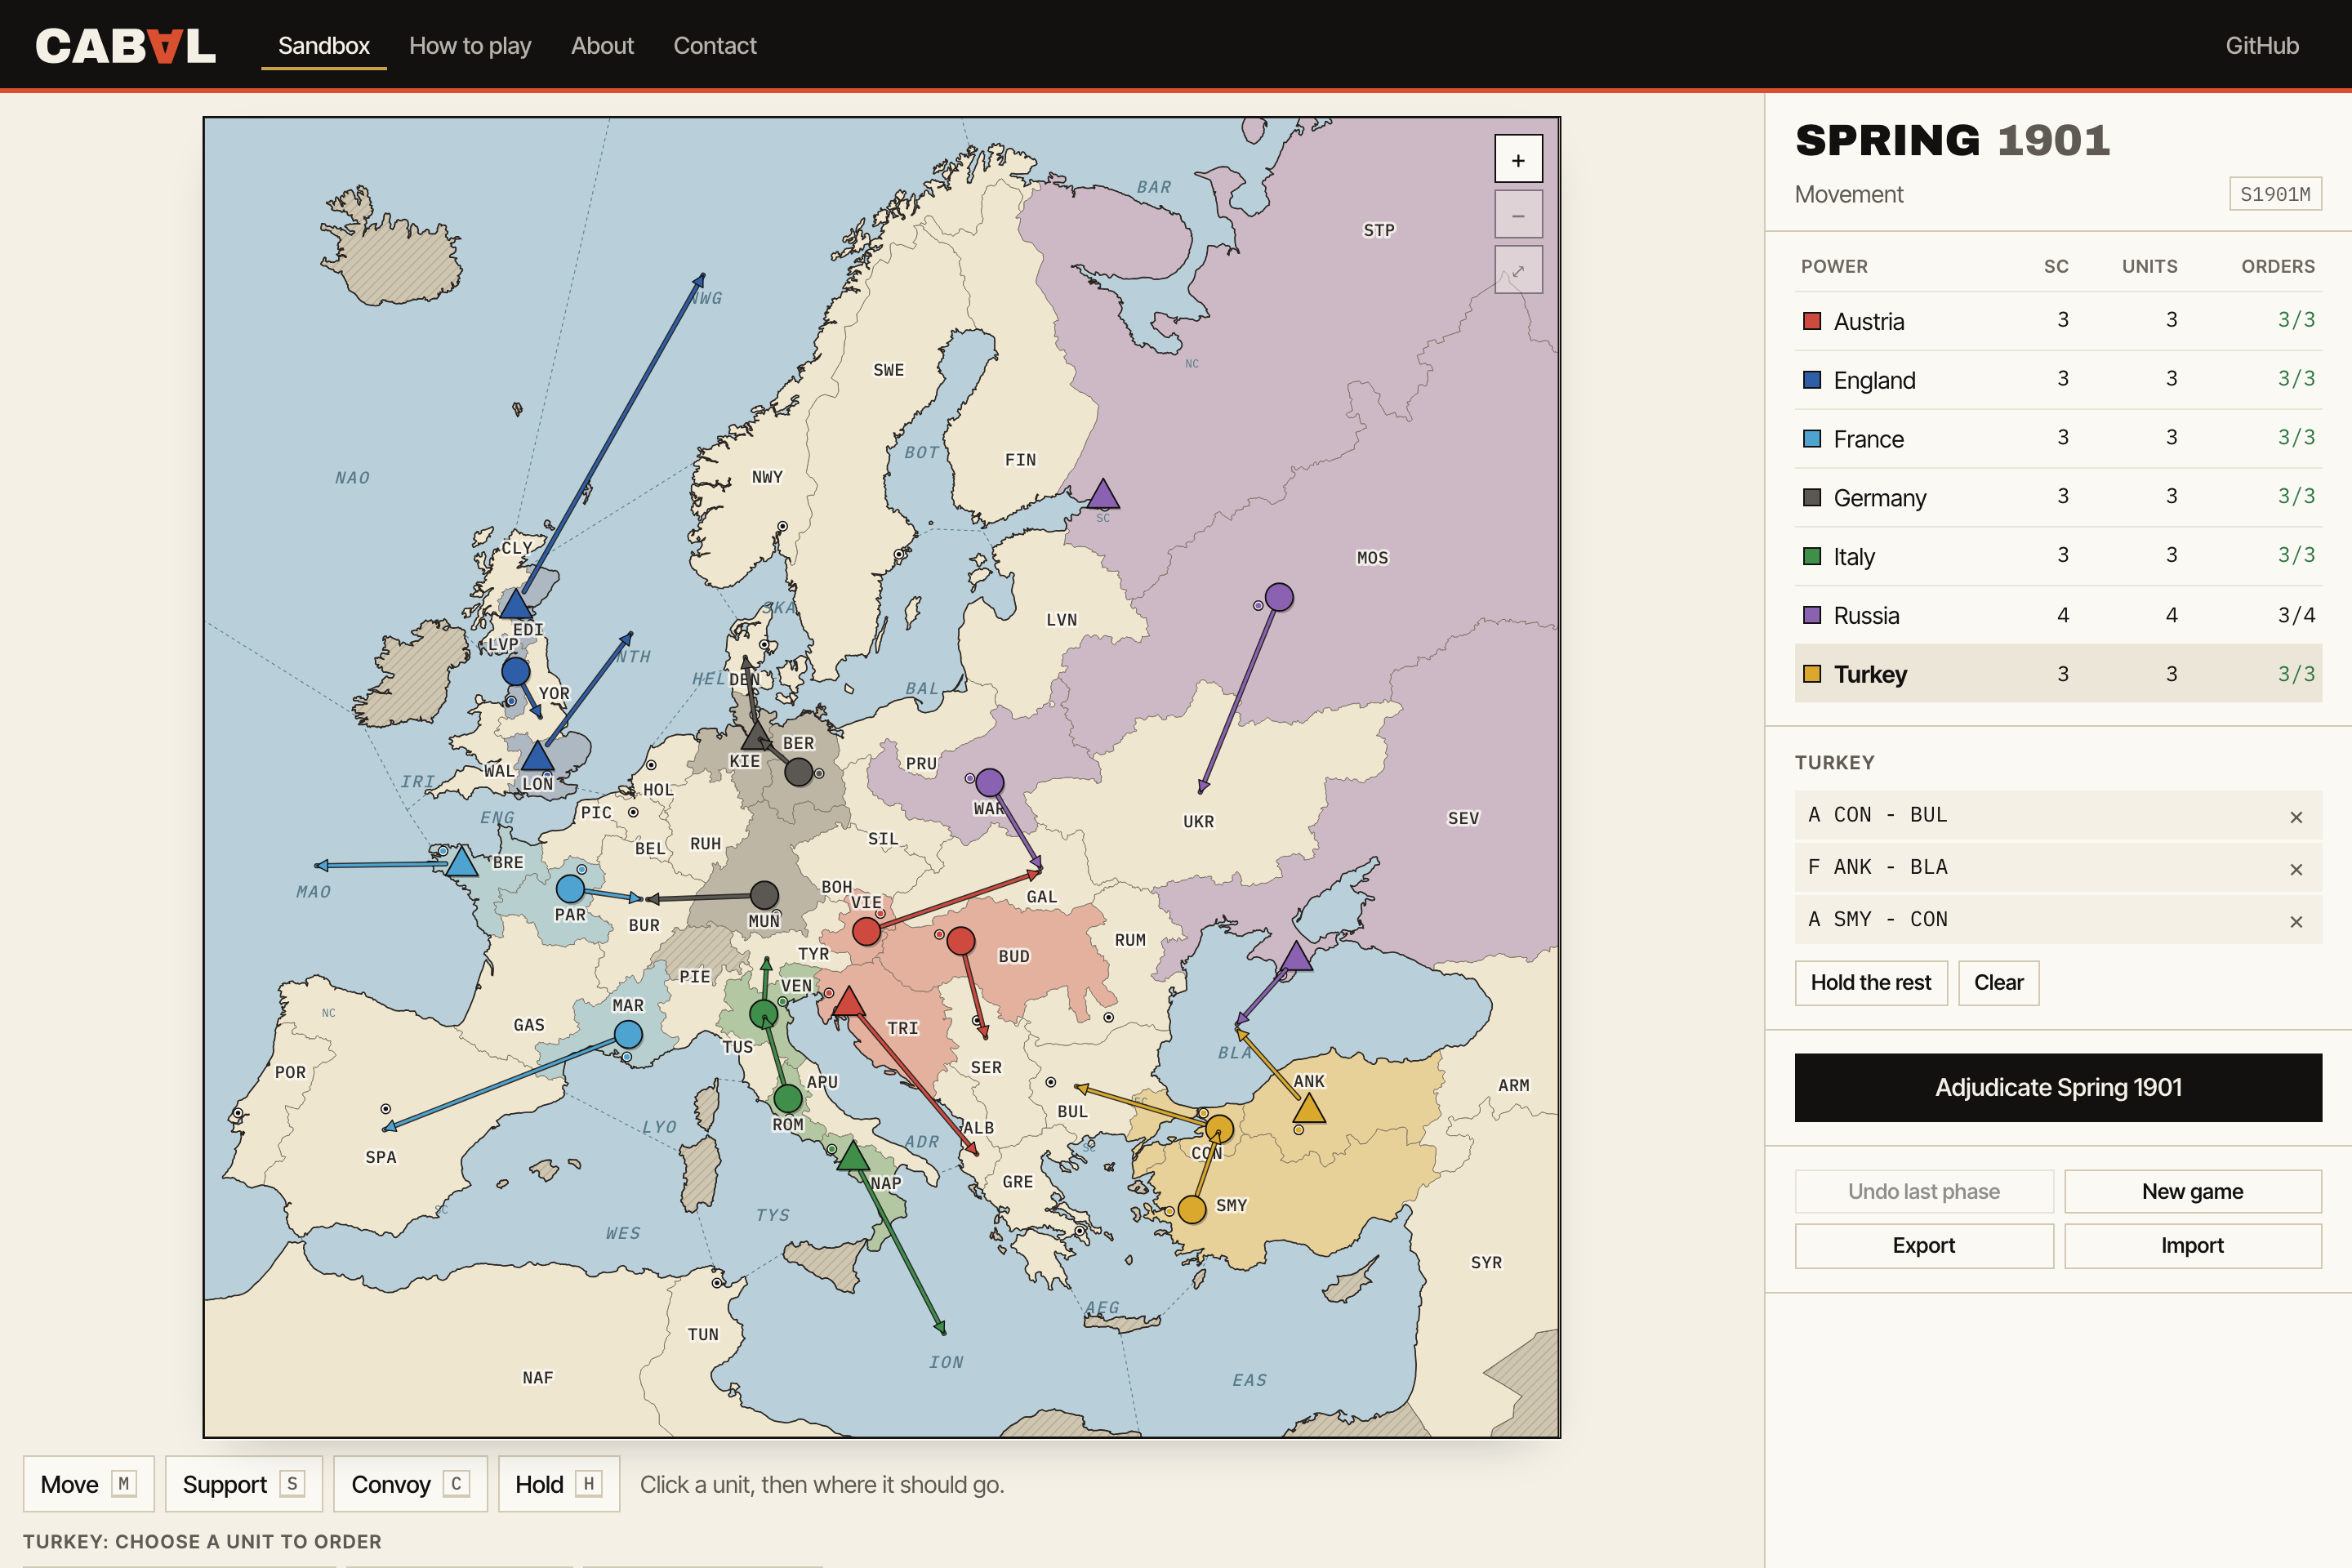 CABAL Sandbox How to play About Contact GitHub
SPRING 1901
Movement S1901M
POWER SC UNITS ORDERS
Austria 3 3 3/3
England 3 3 3/3
France 3 3 3/3
Germany 3 3 3/3
Italy 3 3 3/3
Russia 4 4 3/4
Turkey 3 3 3/3
TURKEY
A CON - BUL ×
F ANK - BLA ×
A SMY - CON ×
Hold the rest Clear
Adjudicate Spring 1901
Undo last phase New game
Export Import
+
−
BAR
STP
NWG
NC
SWE
BOT
FIN
NWY
NAO
SC
CLY
MOS
SKA
LVN
EDI
LVP
NTH
HEL DEN
BAL
YOR
BER
KIE
PRU
WAL
LON
IRI
HOL
WAR
PIC
ENG
UKR
SEV
SIL
RUH
BEL
BRE
MAO
BOH
VIE
GAL
PAR
MUN
BUR
RUM
TYR
BUD
PIE
VEN
MAR
NC
GAS
TRI
TUS
BLA
SER
POR
APU
ANK
ARM
EC
BUL
ROM
LYO
ALB
ADR
SC
CON
SPA
GRE
NAP
SMY
SC
TYS
WES
SYR
AEG
TUN
ION
NAF
EAS
Move M Support S Convoy C Hold H Click a unit, then where it should go.
TURKEY: CHOOSE A UNIT TO ORDER